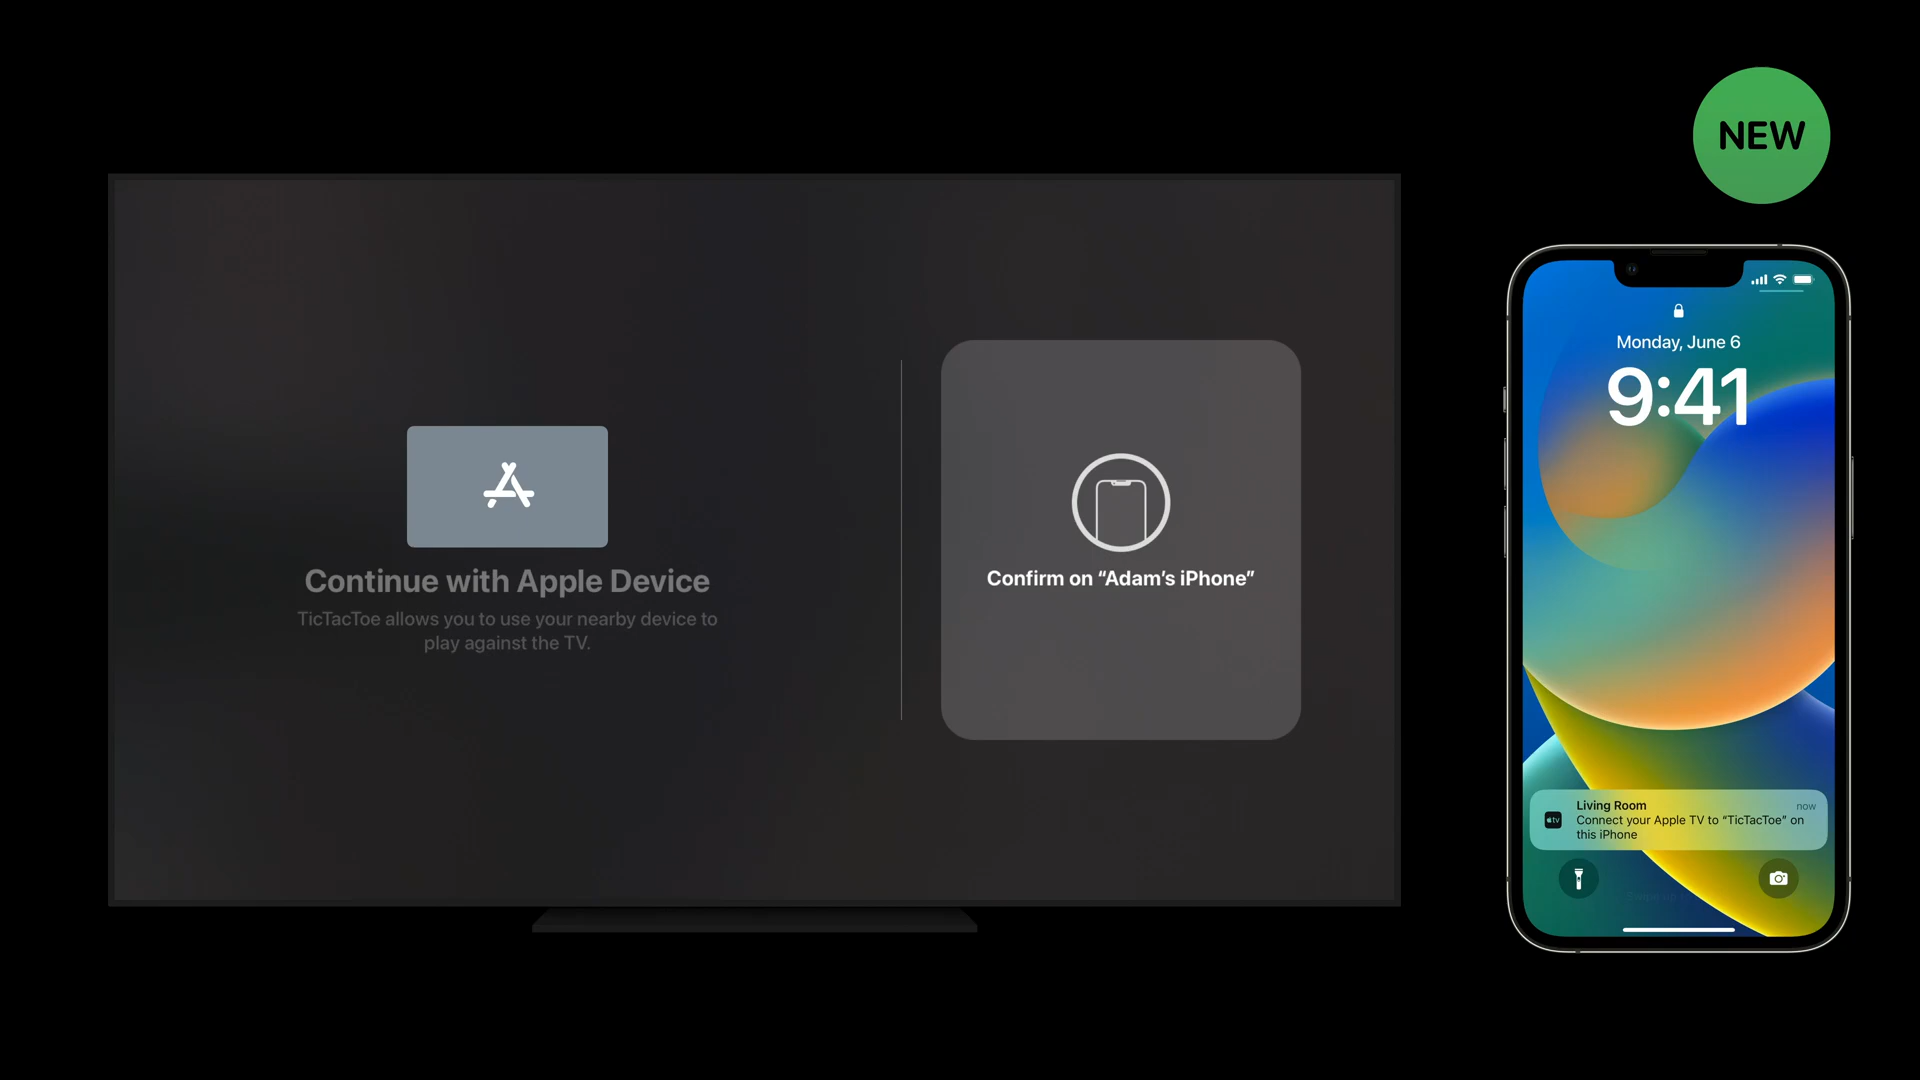 NEW
Continue with Apple Device
TicTacToe allows you to use your nearby device to
play against the TV.
Confirm on “Adam’s iPhone”
Monday, June 6
9:41
Living Room
now
tv
Connect your Apple TV to “TicTacToe” on
this iPhone